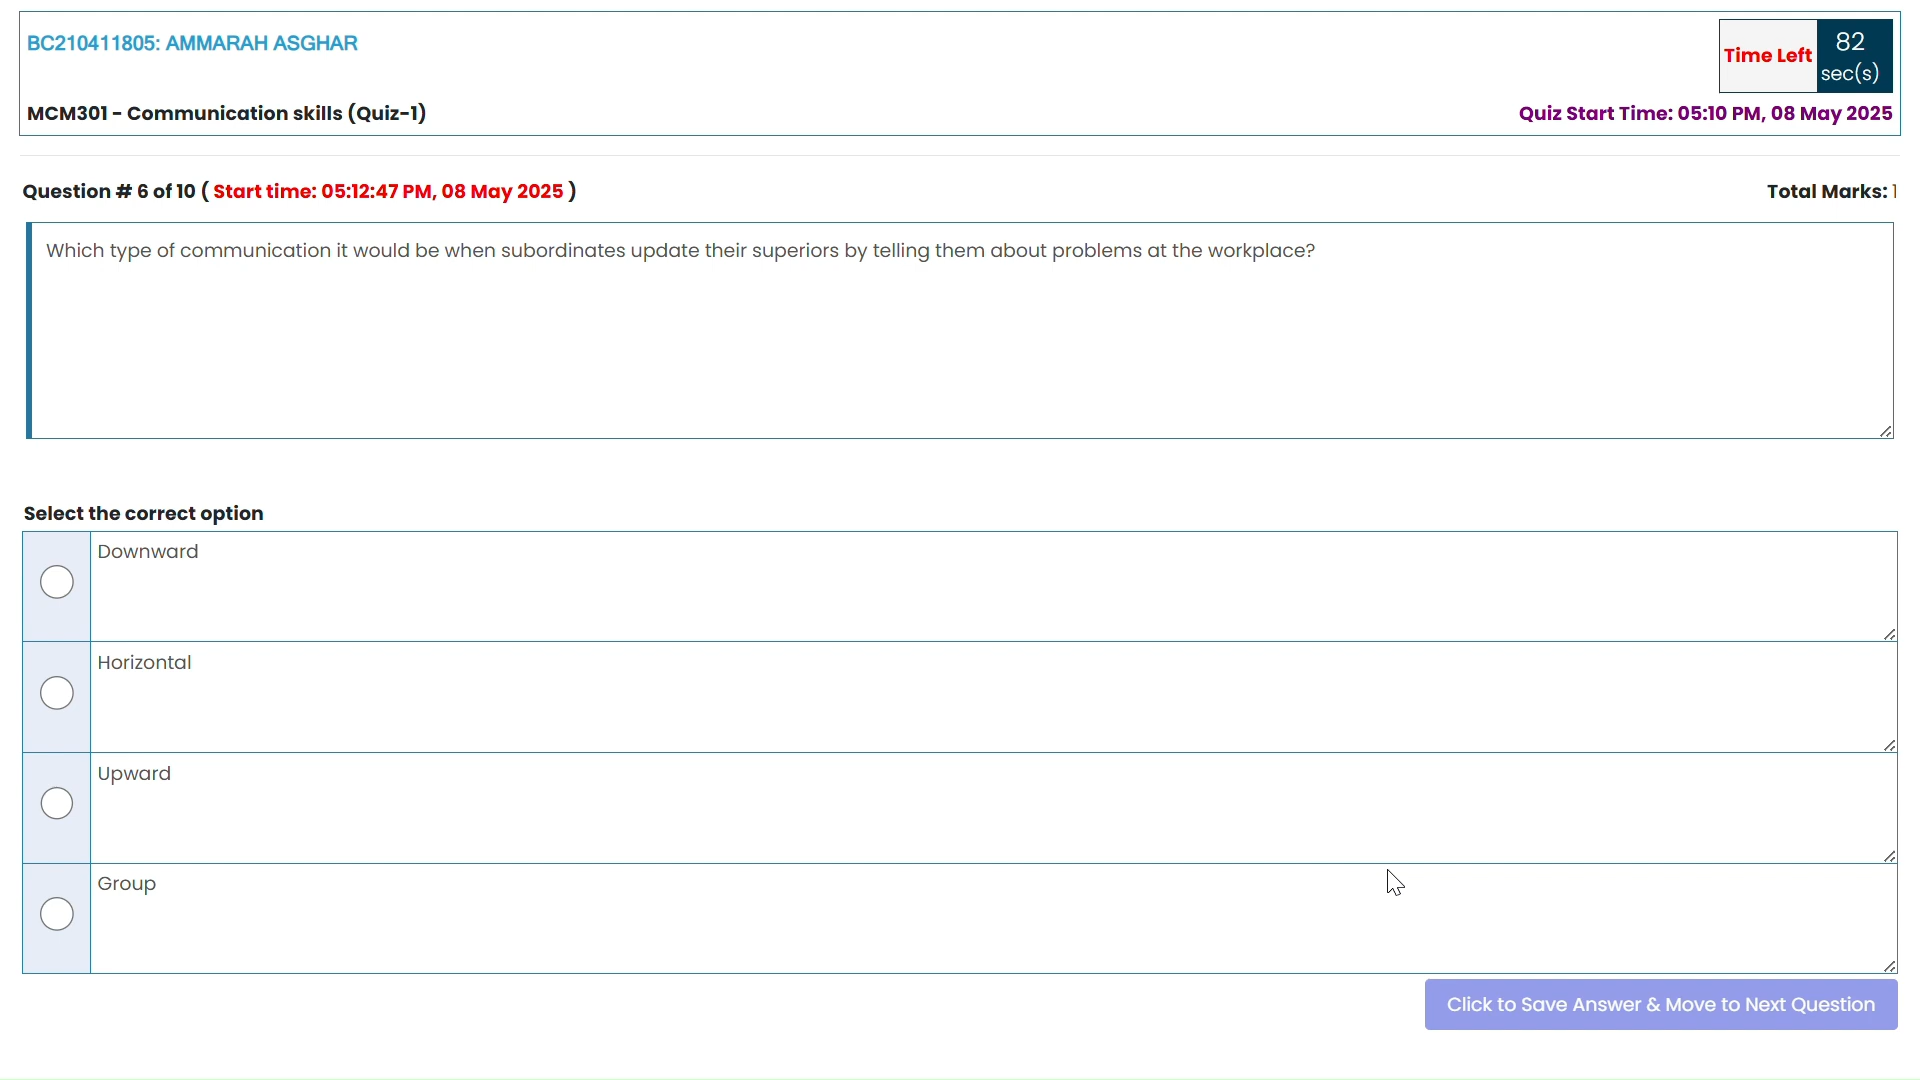 BC210411805: AMMARAH ASGHAR
Time Left
82
sec(s)
MCM301 - Communication skills (Quiz-1)
Quiz Start Time: 05:10 PM, 08 May 2025
Question # 6 of 10 ( Start time: 05:12:47 PM, 08 May 2025 )
Total Marks: 1
Which type of communication it would be when subordinates update their superiors by telling them about problems at the workplace?
Select the correct option
Downward
Horizontal
Upward
Group
Click to Save Answer & Move to Next Question